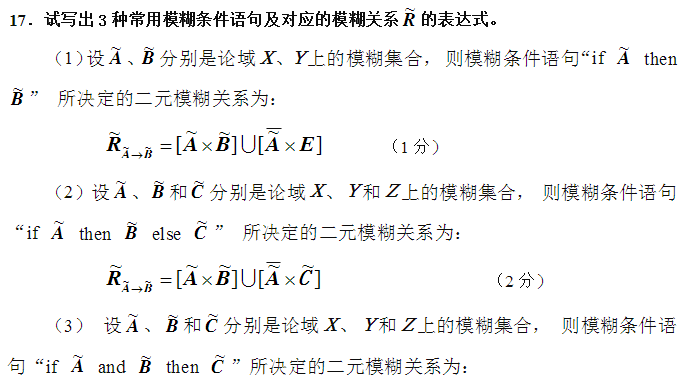 17．试写出 3 种常用模糊条件语句及对应的模糊关系 R̃ 的表达式。
（1）设 Ã 、B̃ 分别是论域 X、Y上的模糊集合，则模糊条件语句“if Ã then
B̃ ” 所决定的二元模糊关系为：
R̃_{Ã→B̃} = [Ã × B̃] ⋃ [\overline{Ã} × E] （1 分）
（2）设 Ã 、B̃ 和 C̃ 分别是论域 X、 Y和 Z上的模糊集合， 则模糊条件语句
“if Ã then B̃ else C̃ ” 所决定的二元模糊关系为：
R̃_{Ã→B̃} = [Ã × B̃] ⋃ [\overline{Ã} × C̃] （2 分）
（3） 设 Ã 、B̃ 和 C̃ 分别是论域 X、 Y和 Z上的模糊集合， 则模糊条件语
句“if Ã and B̃ then C̃ ”所决定的二元模糊关系为：